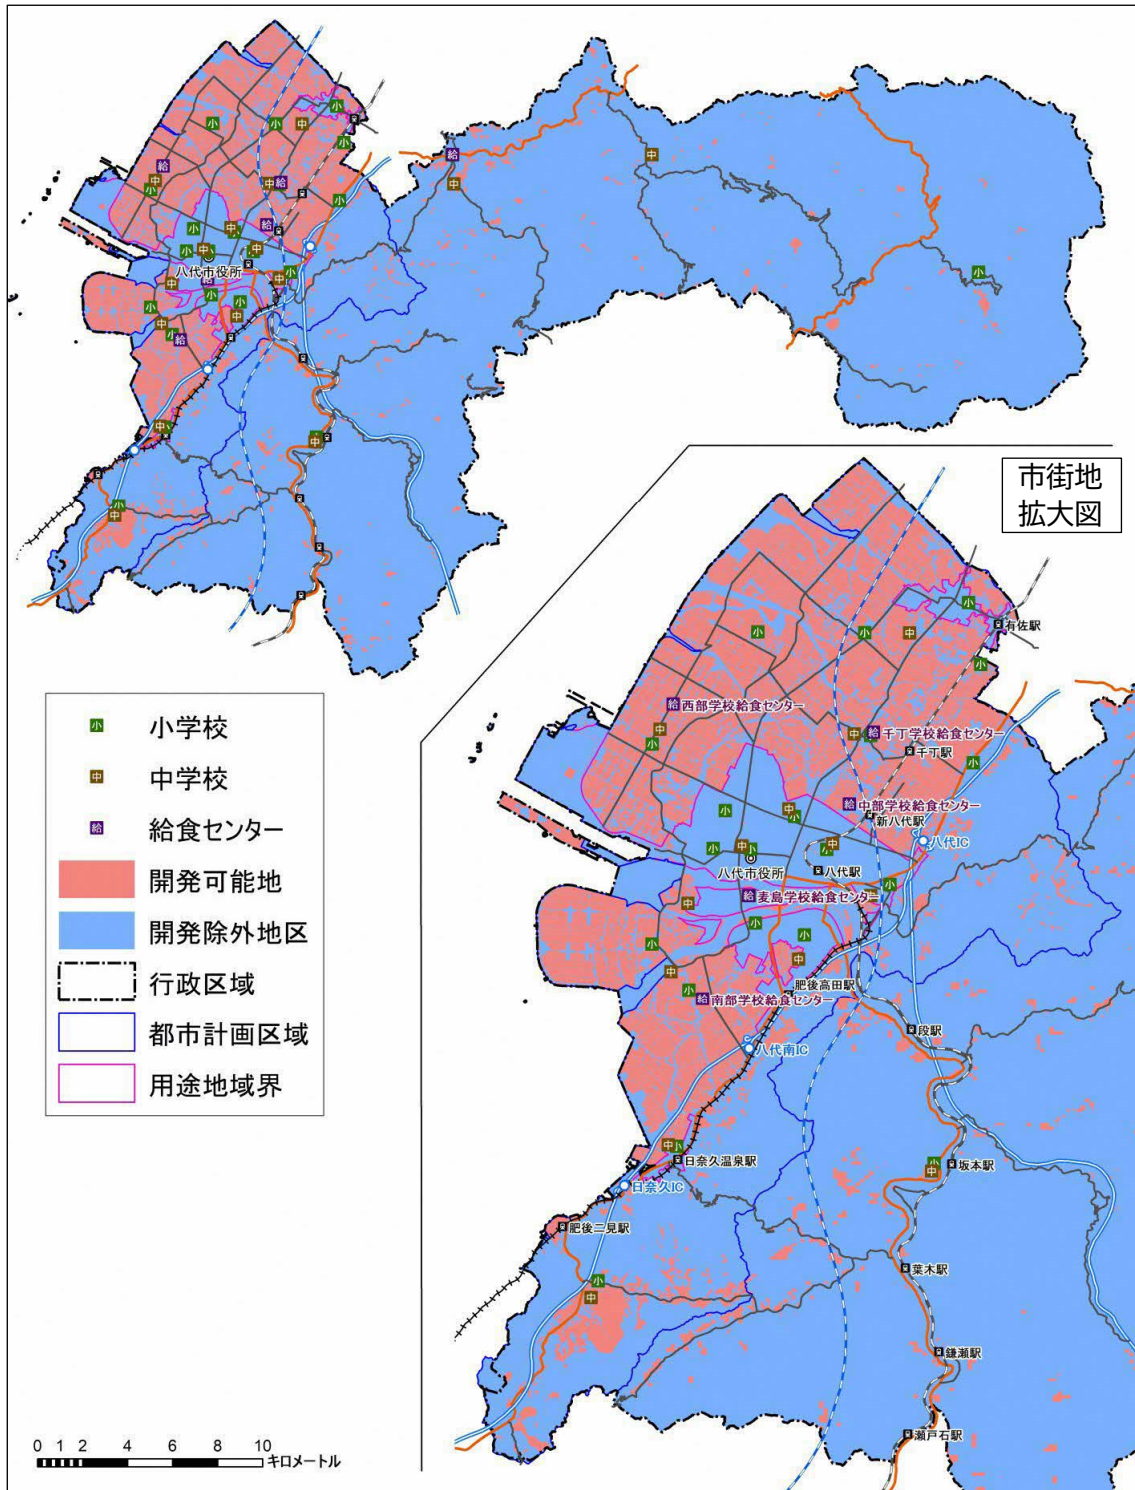 八代市役所
市街地
拡大図
小 小学校
中 中学校
給 給食センター
開発可能地
開発除外地区
行政区域
都市計画区域
用途地域界
0 1 2 4 6 8 10
キロメートル
有佐駅
西部学校給食センター
千丁学校給食センター
千丁駅
中部学校給食センター
新八代駅
八代IC
八代市役所
八代駅
麦島学校給食センター
肥後高田駅
南部学校給食センター
段駅
八代南IC
日奈久温泉駅
坂本駅
日奈久IC
肥後二見駅
葉木駅
鎌瀬駅
瀬戸石駅